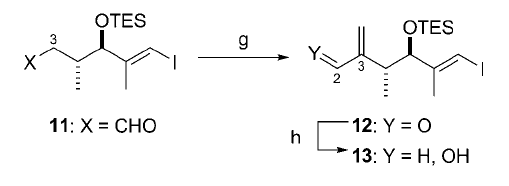 OTES
3
X
I
11: X = CHO
g
OTES
Y
2
3
I
12: Y = O
h
13: Y = H, OH